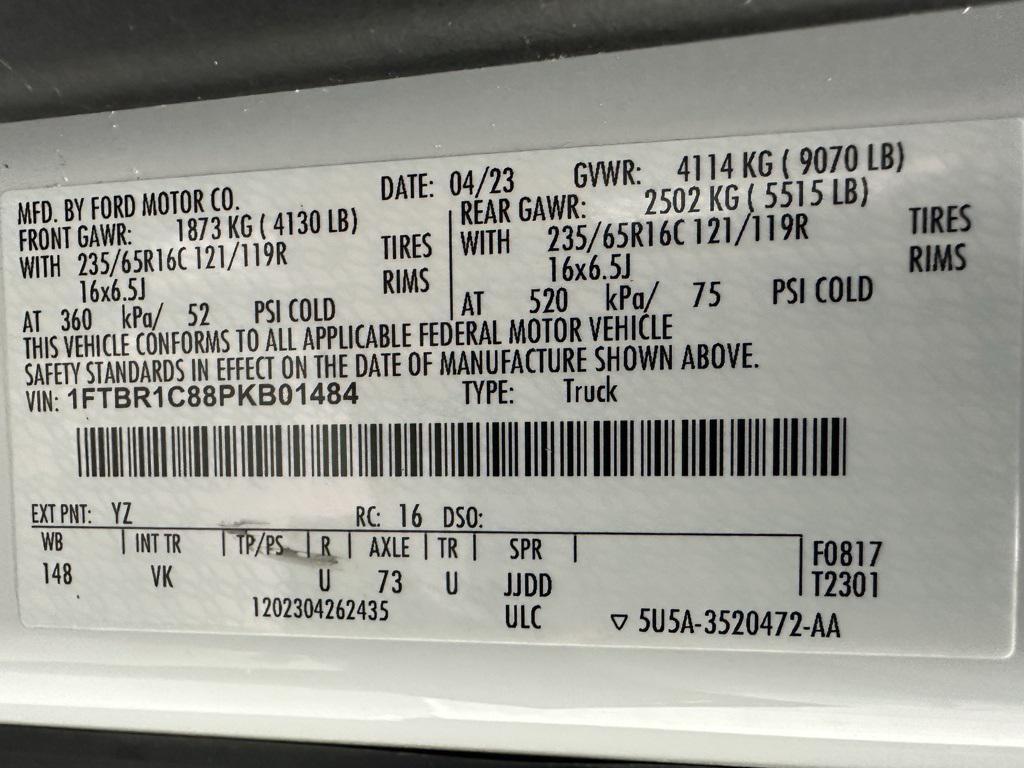 MFD. BY FORD MOTOR CO. DATE: 04/23 GVWR: 4114 KG ( 9070 LB)
FRONT GAWR: 1873 KG ( 4130 LB) REAR GAWR: 2502 KG ( 5515 LB)
WITH 235/65R16C 121/119R TIRES WITH 235/65R16C 121/119R TIRES
16x6.5J RIMS 16x6.5J RIMS
AT 360 kPa/ 52 PSI COLD AT 520 kPa/ 75 PSI COLD
THIS VEHICLE CONFORMS TO ALL APPLICABLE FEDERAL MOTOR VEHICLE
SAFETY STANDARDS IN EFFECT ON THE DATE OF MANUFACTURE SHOWN ABOVE.
VIN: 1FTBR1C88PKB01484 TYPE: Truck
EXT PNT: YZ RC: 16 DSO:
WB INT TR TP/PS R AXLE TR SPR F0817
148 VK U 73 U JJDD T2301
1202304262435 ULC ▽ 5U5A-3520472-AA